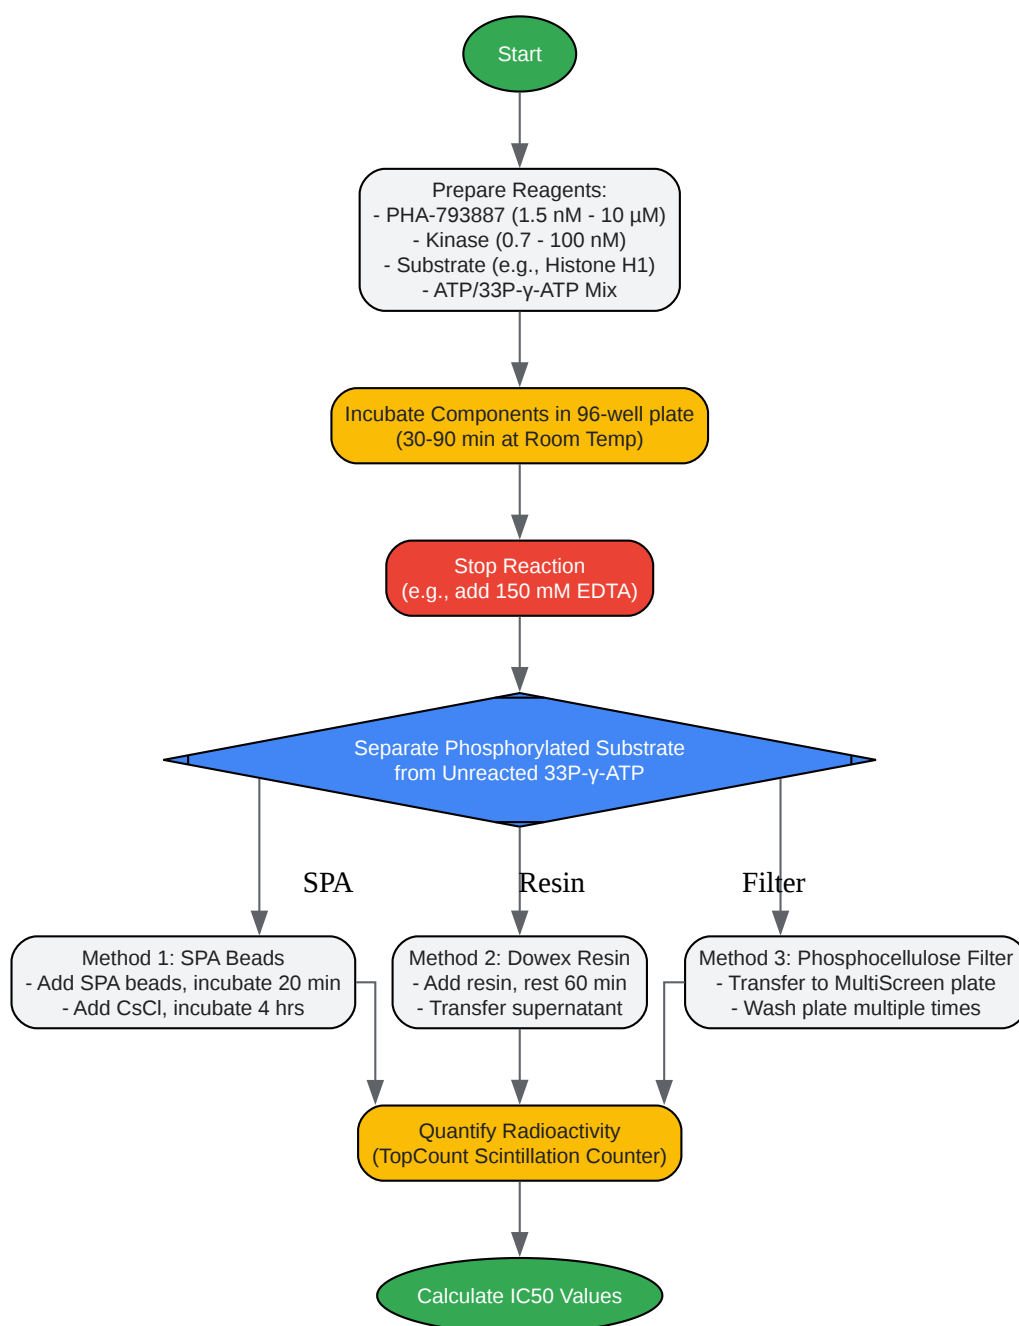 Start
Prepare Reagents:
- PHA-793887 (1.5 nM - 10 µM)
- Kinase (0.7 - 100 nM)
- Substrate (e.g., Histone H1)
- ATP/33P-γ-ATP Mix
Incubate Components in 96-well plate
(30-90 min at Room Temp)
Stop Reaction
(e.g., add 150 mM EDTA)
Separate Phosphorylated Substrate
from Unreacted 33P-γ-ATP
SPA
Resin
Filter
Method 1: SPA Beads
- Add SPA beads, incubate 20 min
- Add CsCl, incubate 4 hrs
Method 2: Dowex Resin
- Add resin, rest 60 min
- Transfer supernatant
Method 3: Phosphocellulose Filter
- Transfer to MultiScreen plate
- Wash plate multiple times
Quantify Radioactivity
(TopCount Scintillation Counter)
Calculate IC50 Values